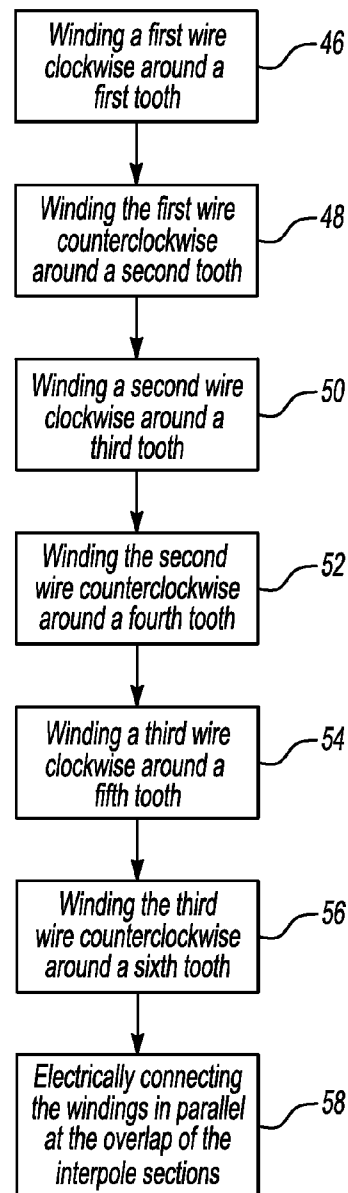 Winding a first wire
clockwise around a
first tooth
46
Winding the first wire
counterclockwise
around a second tooth
48
Winding a second wire
clockwise around a
third tooth
50
Winding the second
wire counterclockwise
around a fourth tooth
52
Winding a third wire
clockwise around a
fifth tooth
54
Winding the third
wire counterclockwise
around a sixth tooth
56
Electrically connecting
the windings in parallel
at the overlap of the
interpole sections
58